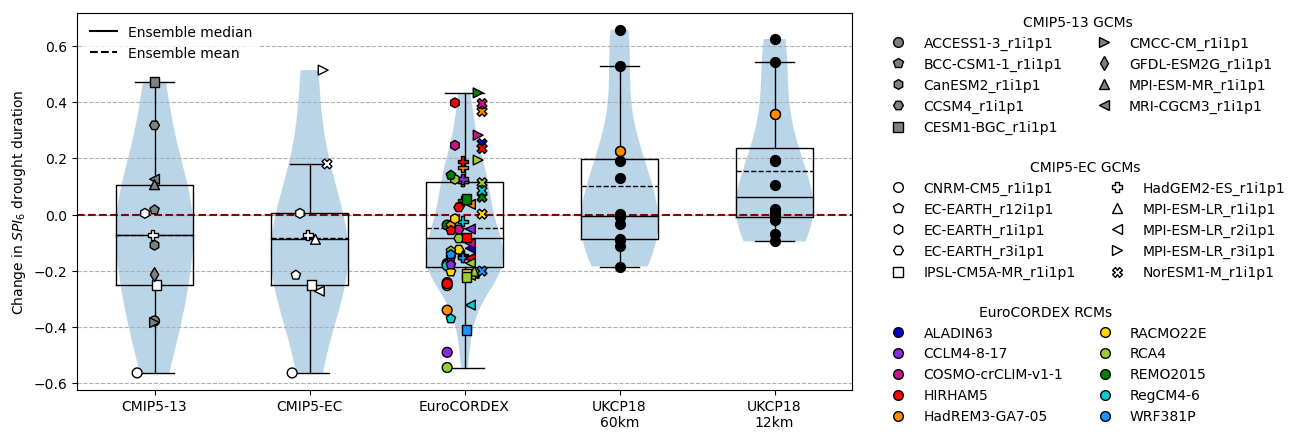 Ensemble median
Ensemble mean
Change in SPI6 drought duration
0.6
0.4
0.2
0.0
−0.2
−0.4
−0.6
CMIP5-13
CMIP5-EC
EuroCORDEX
UKCP18
60km
UKCP18
12km
CMIP5-13 GCMs
ACCESS1-3_r1i1p1
BCC-CSM1-1_r1i1p1
CanESM2_r1i1p1
CCSM4_r1i1p1
CESM1-BGC_r1i1p1
CMCC-CM_r1i1p1
GFDL-ESM2G_r1i1p1
MPI-ESM-MR_r1i1p1
MRI-CGCM3_r1i1p1
CMIP5-EC GCMs
CNRM-CM5_r1i1p1
EC-EARTH_r12i1p1
EC-EARTH_r1i1p1
EC-EARTH_r3i1p1
IPSL-CM5A-MR_r1i1p1
HadGEM2-ES_r1i1p1
MPI-ESM-LR_r1i1p1
MPI-ESM-LR_r2i1p1
MPI-ESM-LR_r3i1p1
NorESM1-M_r1i1p1
EuroCORDEX RCMs
ALADIN63
CCLM4-8-17
COSMO-crCLIM-v1-1
HIRHAM5
HadREM3-GA7-05
RACMO22E
RCA4
REMO2015
RegCM4-6
WRF381P